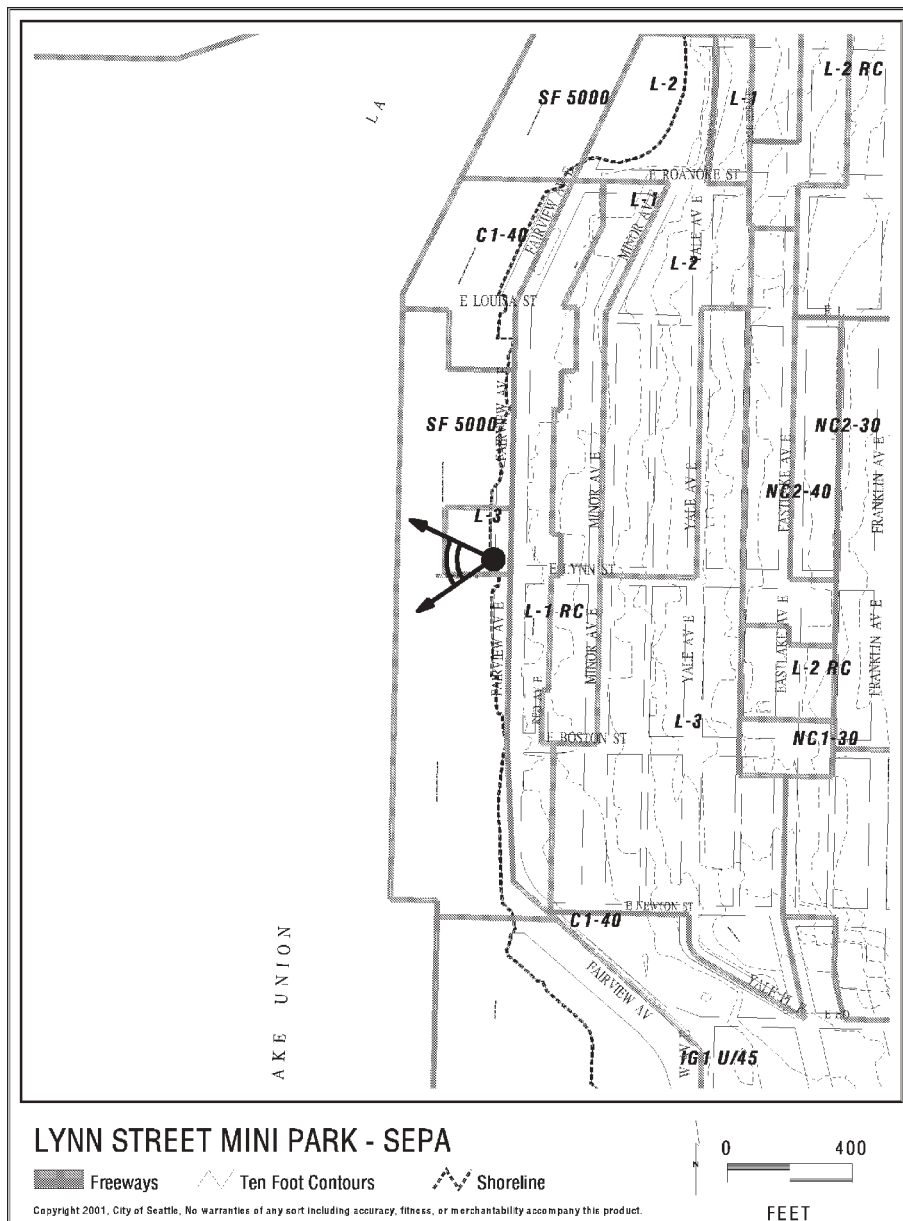 L-2 RC
L-2
SF 5000
L-1
L A
E ROANOKE ST
L-1
C1-40
FAIRVIEW AV E
MINOR AV E
YALE AV E
L-2
E LOUISA ST
FAIRVIEW AV E
SF 5000
NC2-30
MINOR AV E
YALE AV E
EASTLAKE AV E
FRANKLIN AV E
NC2-40
L-3
E LYNN ST
L-1 RC
FAIRVIEW AV E
MINOR AV E
YALE AV E
EASTLAKE AV E
FRANKLIN AV E
L-2 RC
L-3
E BOSTON ST
NC1-30
E NEWTON ST
C1-40
AKE UNION
FAIRVIEW AV
YALE PL E
IG1 U/45
LYNN STREET MINI PARK - SEPA
Freeways
Ten Foot Contours
Shoreline
N
0 400
FEET
Copyright 2001, City of Seattle, No warranties of any sort including accuracy, fitness, or merchantability accompany this product.